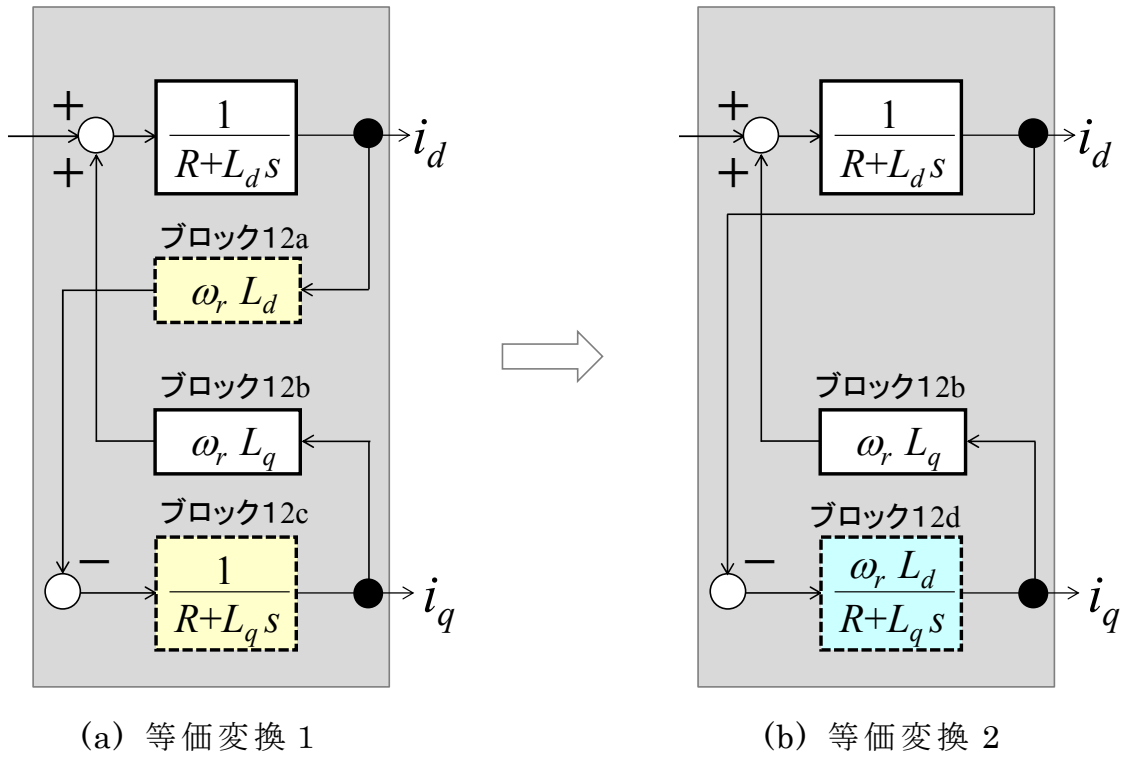 +
1
R+L_d s
i_d
+
ブロック12a
ω_r L_d
ブロック12b
ω_r L_q
ブロック12c
−
1
R+L_q s
i_q
(a) 等価変換 1
+
1
R+L_d s
i_d
+
ブロック12b
ω_r L_q
ブロック12d
−
ω_r L_d
R+L_q s
i_q
(b) 等価変換 2